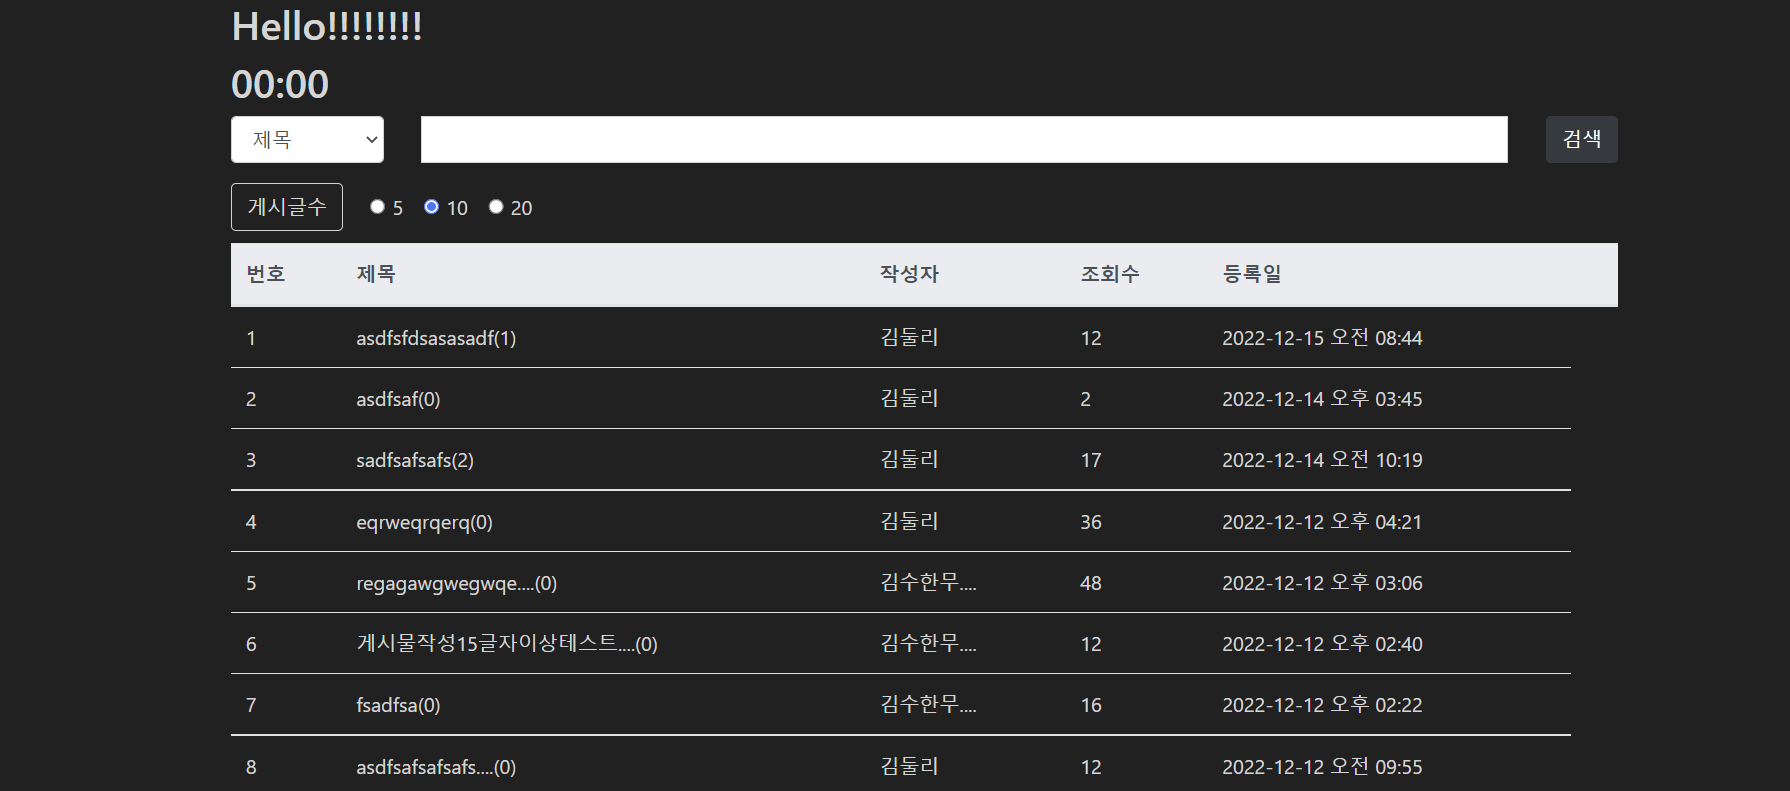 Hello!!!!!!!!
00:00
제목 검색
게시글수 5 10 20
번호 제목 작성자 조회수 등록일
1 asdfsfdsasasadf(1) 김둘리 12 2022-12-15 오전 08:44
2 asdfsaf(0) 김둘리 2 2022-12-14 오후 03:45
3 sadfsafsafs(2) 김둘리 17 2022-12-14 오전 10:19
4 eqrweqrqerq(0) 김둘리 36 2022-12-12 오후 04:21
5 regagawgwegwqe....(0) 김수한무.... 48 2022-12-12 오후 03:06
6 게시물작성15글자이상테스트....(0) 김수한무.... 12 2022-12-12 오후 02:40
7 fsadfsa(0) 김수한무.... 16 2022-12-12 오후 02:22
8 asdfsafsafsafs....(0) 김둘리 12 2022-12-12 오전 09:55